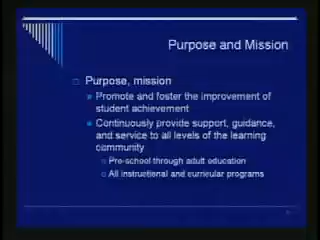 Purpose and Mission
Purpose, mission
Promote and foster the improvement of
student achievement
Continuously provide support, guidance,
and service to all levels of the learning
community
Pre-school through adult education
All instructional and curricular programs